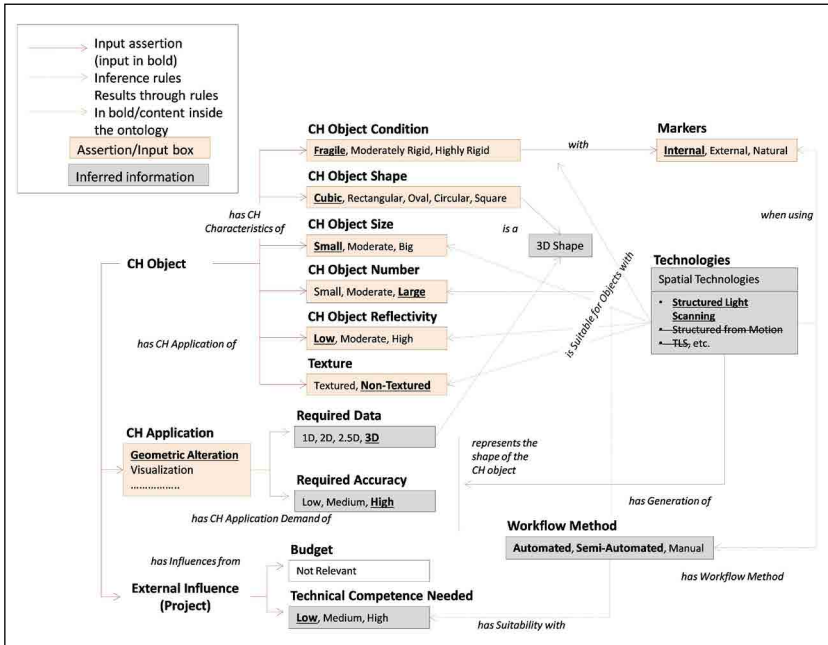 Input assertion
(input in bold)
Inference rules
Results through rules
In bold/content inside
the ontology
Assertion/Input box
Inferred information
CH Object Condition
Fragile, Moderately Rigid, Highly Rigid
with
Markers
Internal, External, Natural
CH Object Shape
Cubic, Rectangular, Oval, Circular, Square
has CH
Characteristics of
is a
3D Shape
when using
CH Object Size
Small, Moderate, Big
CH Object
CH Object Number
Small, Moderate, Large
is Suitable for Objects with
Technologies
Spatial Technologies
• Structured Light
Scanning
• Structured from Motion
• TLS, etc.
CH Object Reflectivity
Low, Moderate, High
has CH Application of
Texture
Textured, Non-Textured
CH Application
Geometric Alteration
Visualization
……………..
Required Data
1D, 2D, 2.5D, 3D
represents the
shape of the
CH object
Required Accuracy
Low, Medium, High
has CH Application Demand of
has Generation of
Workflow Method
Automated, Semi-Automated, Manual
has Workflow Method
has Influences from
Budget
Not Relevant
External Influence
(Project)
Technical Competence Needed
Low, Medium, High
has Suitability with